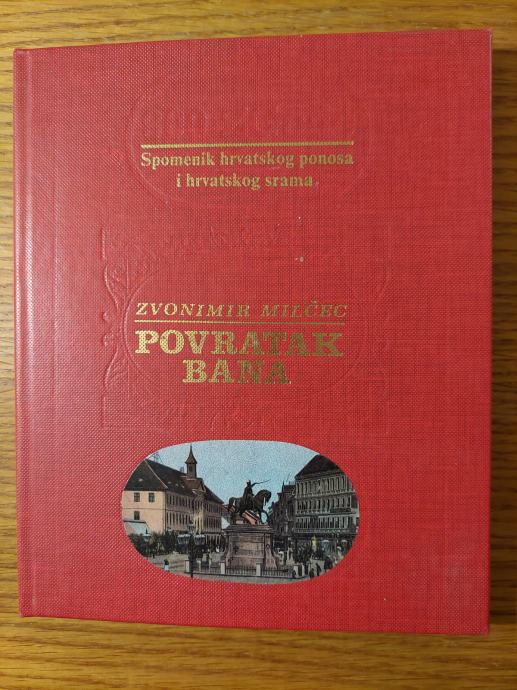 Spomenik hrvatskog ponosa
i hrvatskog srama
ZVONIMIR MILČEC
POVRATAK
BANA